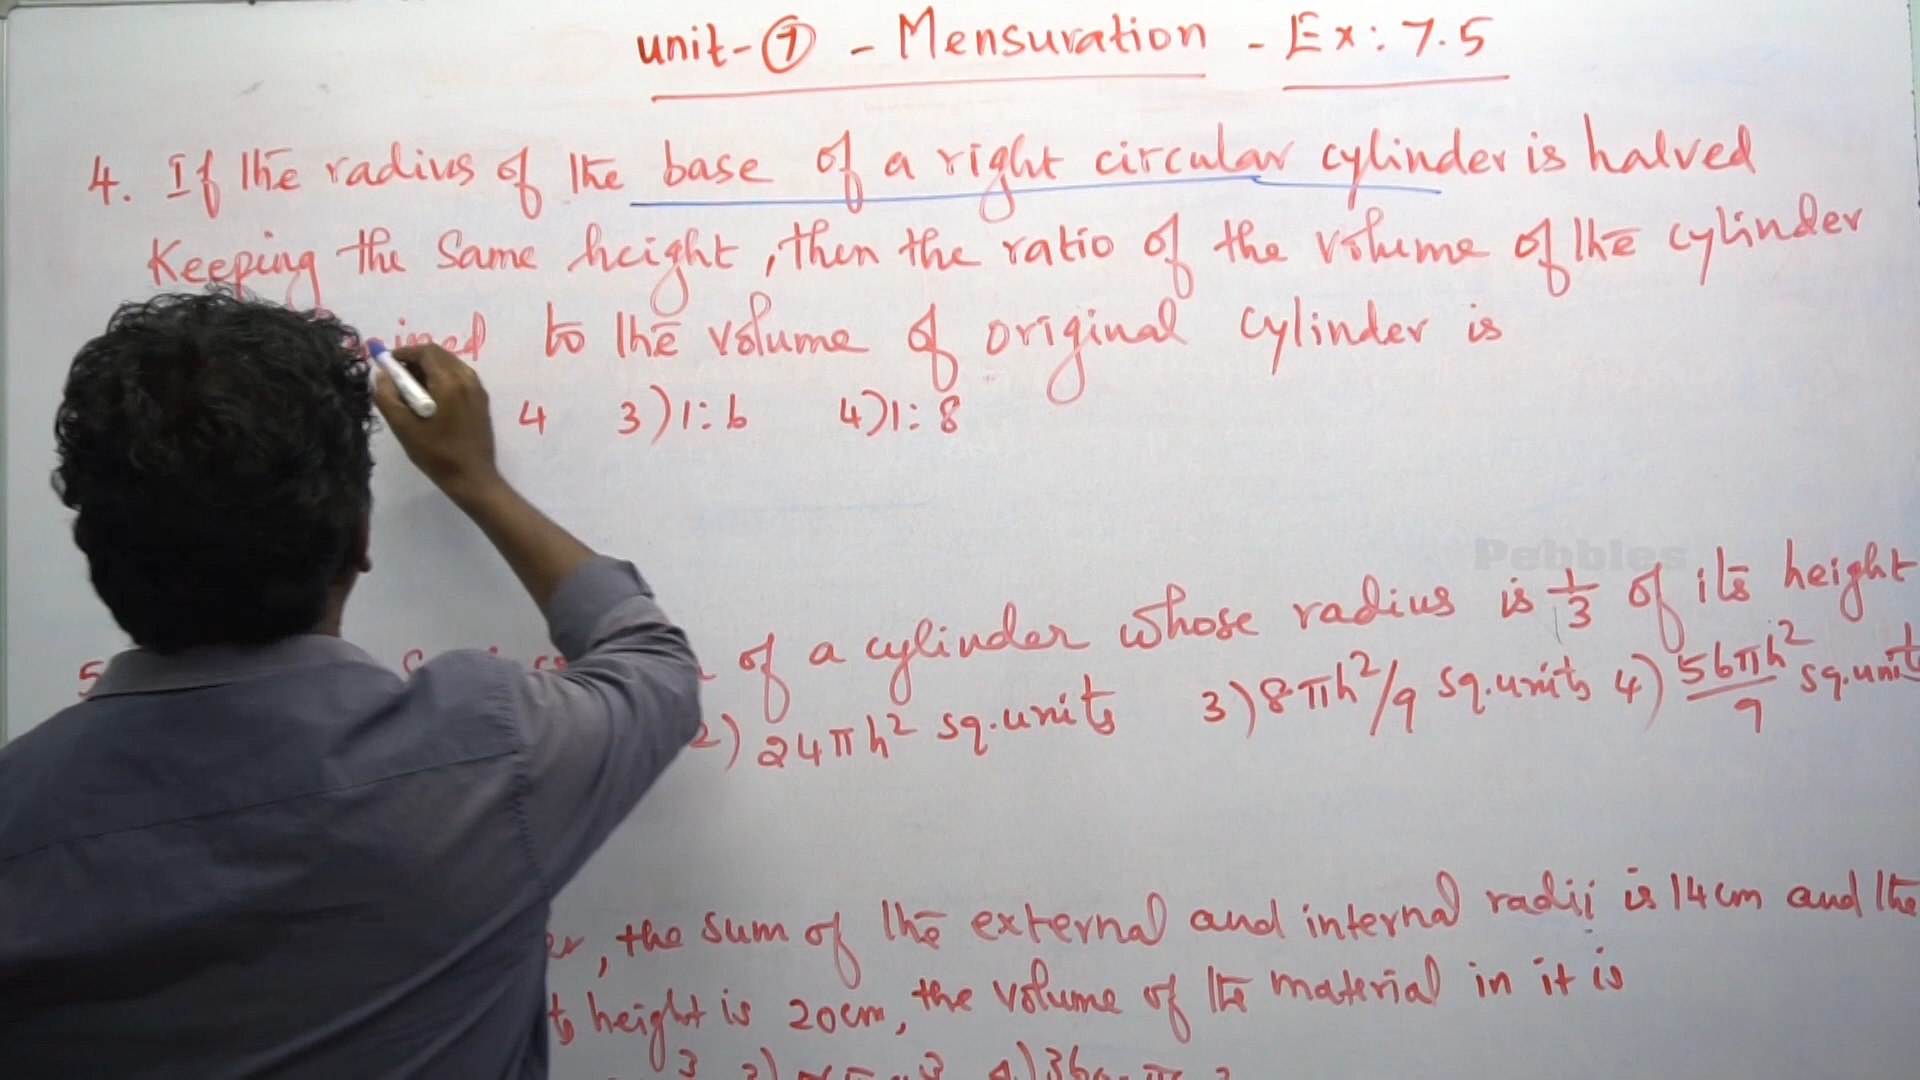 unit-7 - Mensuration - Ex: 7.5
4. If the radius of the base of a right circular cylinder is halved
Keeping the same height, then the ratio of the volume of the cylinder
to the volume of original cylinder is
4 3) 1:6 4) 1:8
Pebbles
5 of a cylinder whose radius is 1/3 of its height
2) 24πh² sq.units 3) 8πh²/9 sq.units 4) 56πh²/9 sq.unit
, the sum of the external and internal radii is 14cm and the
height is 20cm, the volume of the material in it is